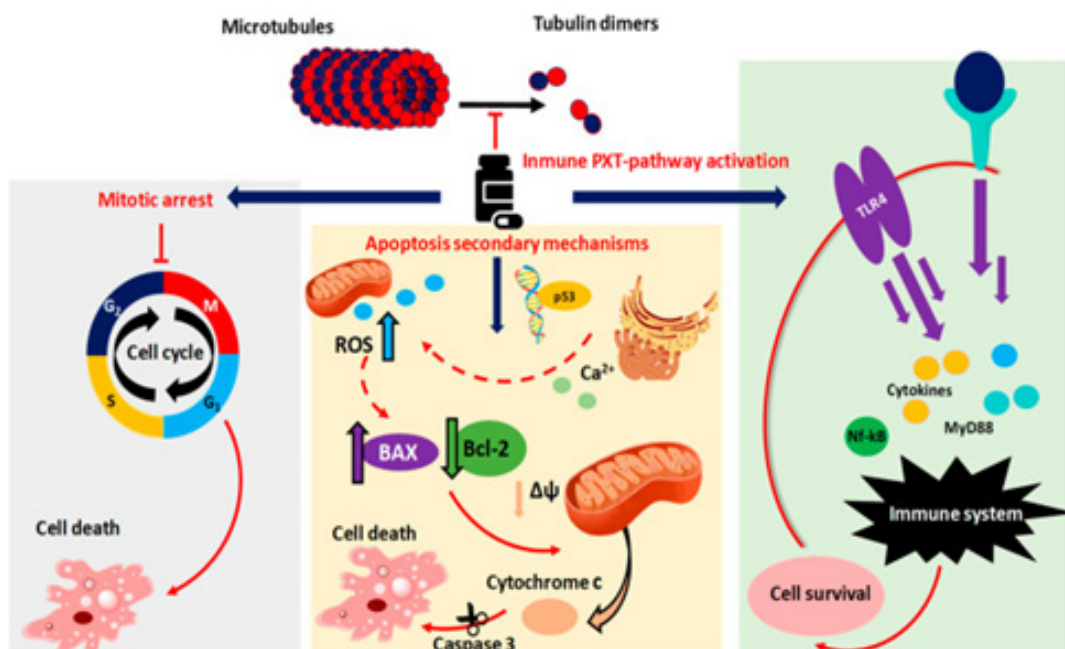 Microtubules
Tubulin dimers
Inmune PXT-pathway activation
Mitotic arrest
G₂
M
Cell cycle
S
G₁
Cell death
Apoptosis secondary mechanisms
p53
ROS
Ca²⁺
BAX
Bcl-2
Δψ
Cell death
Cytochrome c
Caspase 3
TLR4
Cytokines
MyD88
Nf-kB
Immune system
Cell survival